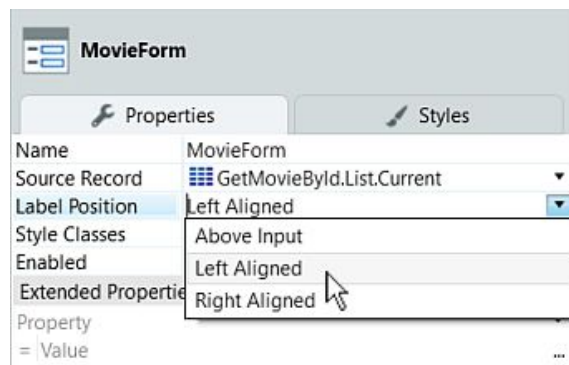 MovieForm
Properties Styles
Name MovieForm
Source Record GetMovieById.List.Current
Label Position Left Aligned
Style Classes Above Input
Enabled Left Aligned
Extended Propertie Right Aligned
Property
= Value ...